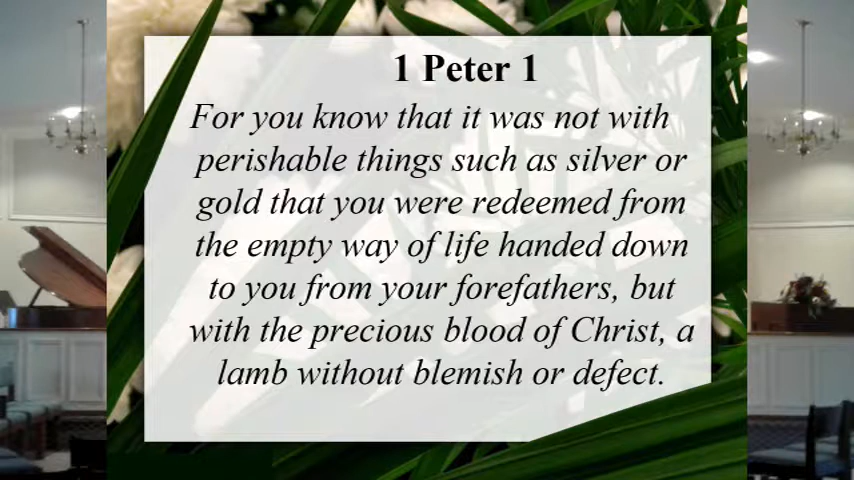 1 Peter 1
For you know that it was not with
perishable things such as silver or
gold that you were redeemed from
the empty way of life handed down
to you from your forefathers, but
with the precious blood of Christ, a
lamb without blemish or defect.